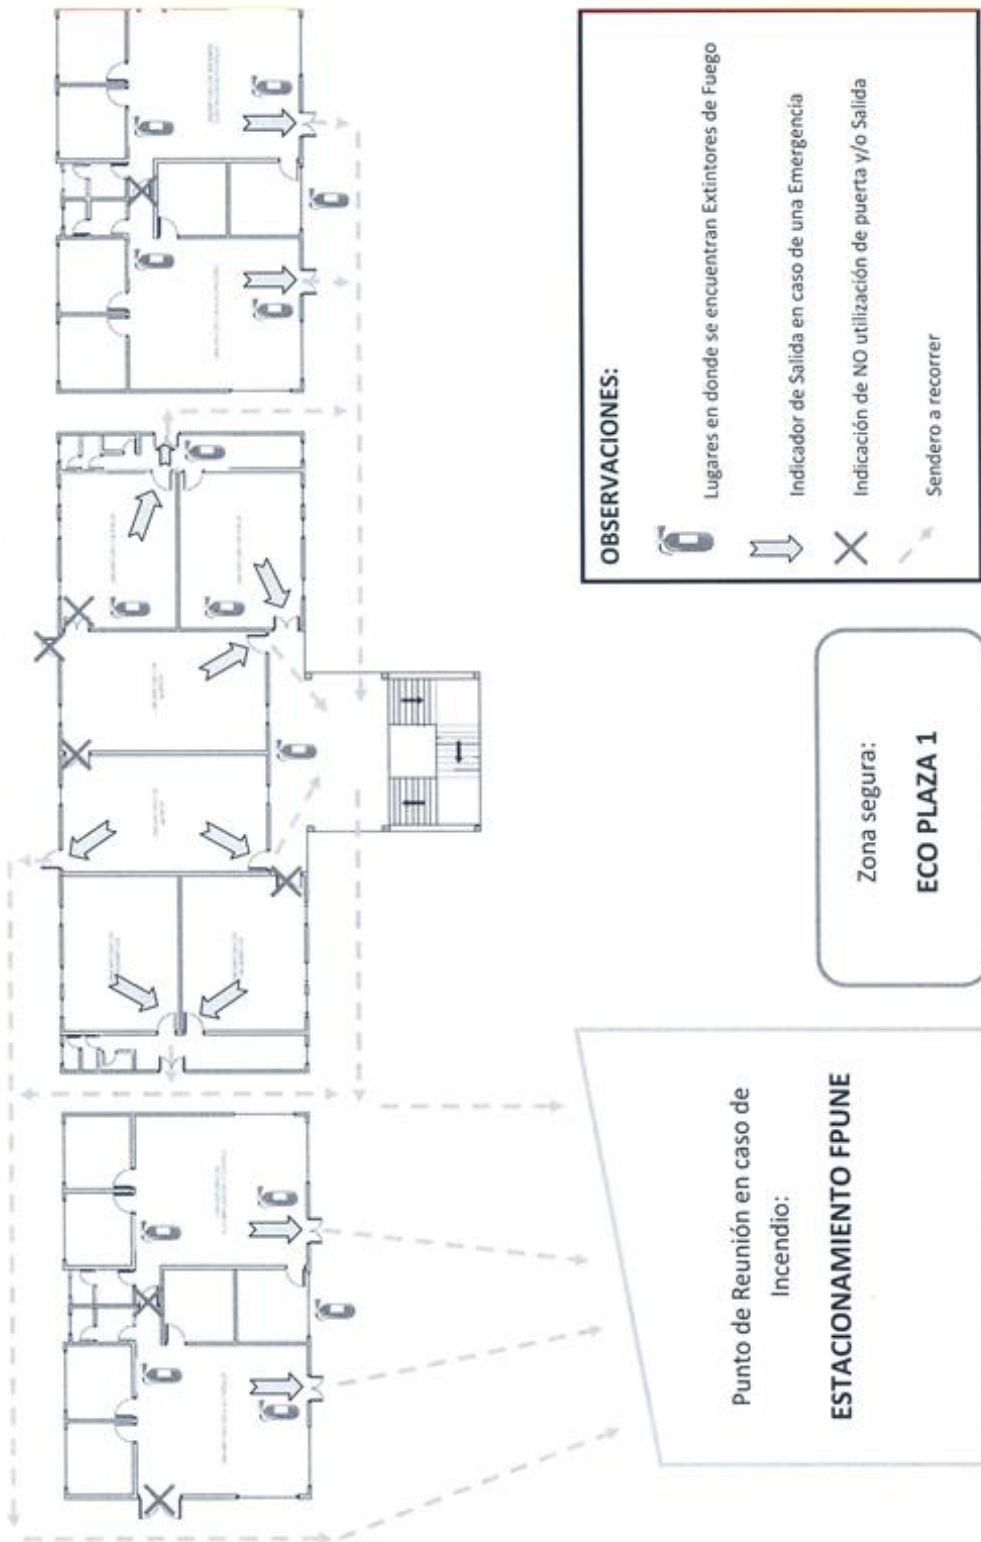 OBSERVACIONES:
Lugares en donde se encuentran Extintores de Fuego
Indicador de Salida en caso de una Emergencia
Indicación de NO utilización de puerta y/o Salida
Sendero a recorrer
Zona segura:
ECO PLAZA 1
Punto de Reunión en caso de
Incendio:
ESTACIONAMIENTO FPUNE